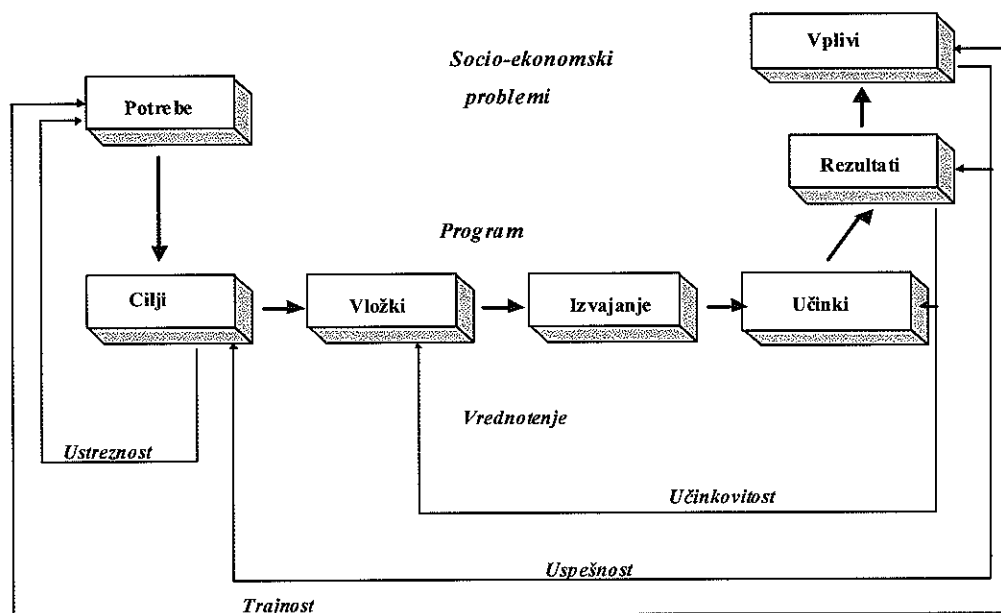 Vplivi
Socio-ekonomski
problemi
Potrebe
Rezultati
Program
Cilji
Vložki
Izvajanje
Učinki
Vrednotenje
Ustreznost
Učinkovitost
Uspešnost
Trajnost